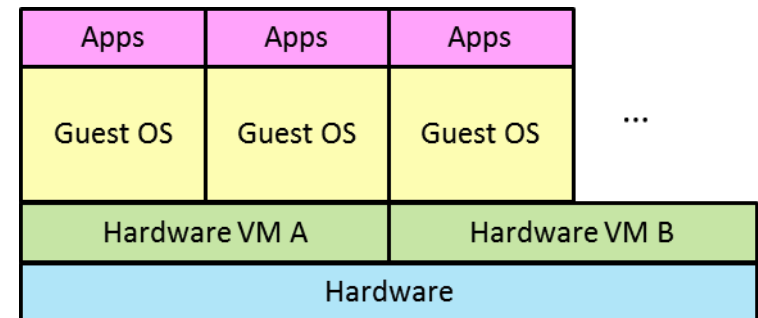 Apps Apps Apps
Guest OS Guest OS Guest OS ...
Hardware VM A Hardware VM B
Hardware